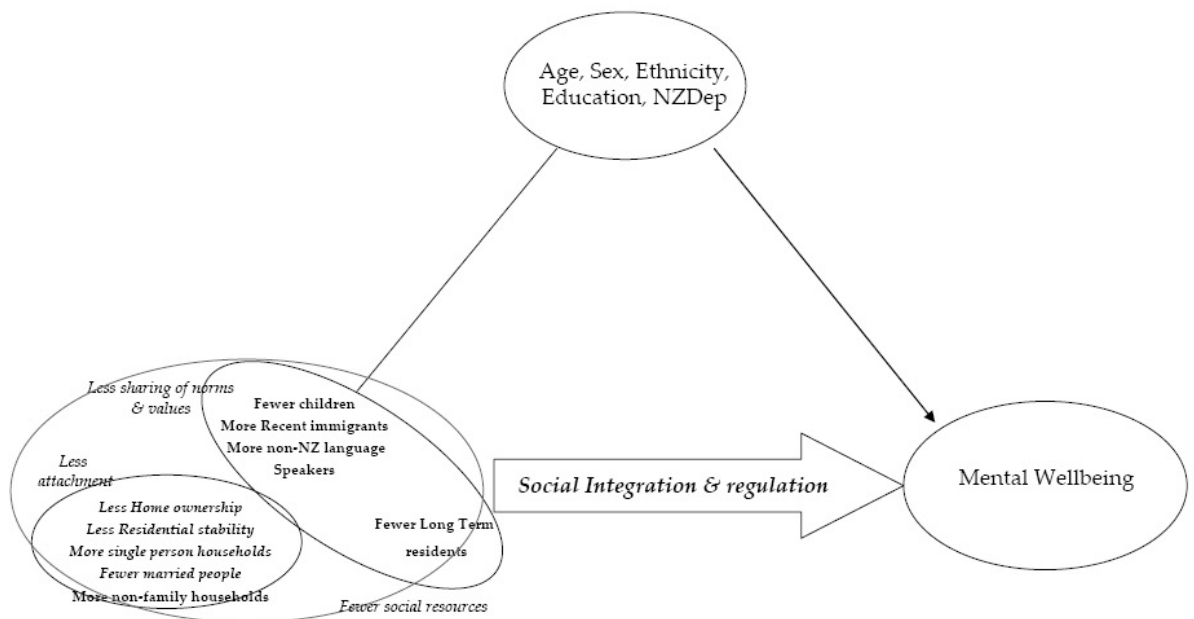 Age, Sex, Ethnicity,
Education, NZDep
Less sharing of norms
& values
Fewer children
More Recent immigrants
More non-NZ language
Speakers
Less
attachment
Less Home ownership
Less Residential stability
More single person households
Fewer married people
More non-family households
Fewer Long Term
residents
Fewer social resources
Social Integration & regulation
Mental Wellbeing